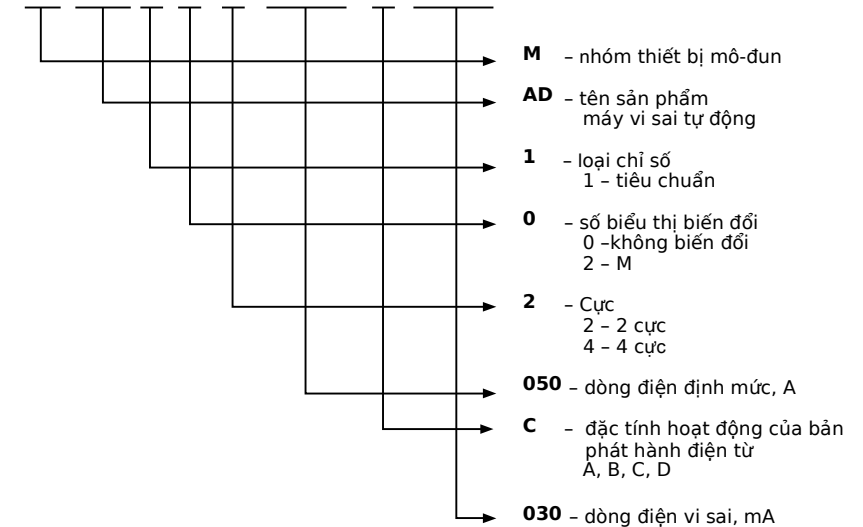 M – nhóm thiết bị mô-đun
AD – tên sản phẩm
máy vi sai tự động
1 – loại chỉ số
1 – tiêu chuẩn
0 – số biểu thị biến đổi
0 –không biến đổi
2 – M
2 – Cực
2 – 2 cực
4 – 4 cực
050 – dòng điện định mức, A
C – đặc tính hoạt động của bản
phát hành điện từ
A, B, C, D
030 – dòng điện vi sai, mA